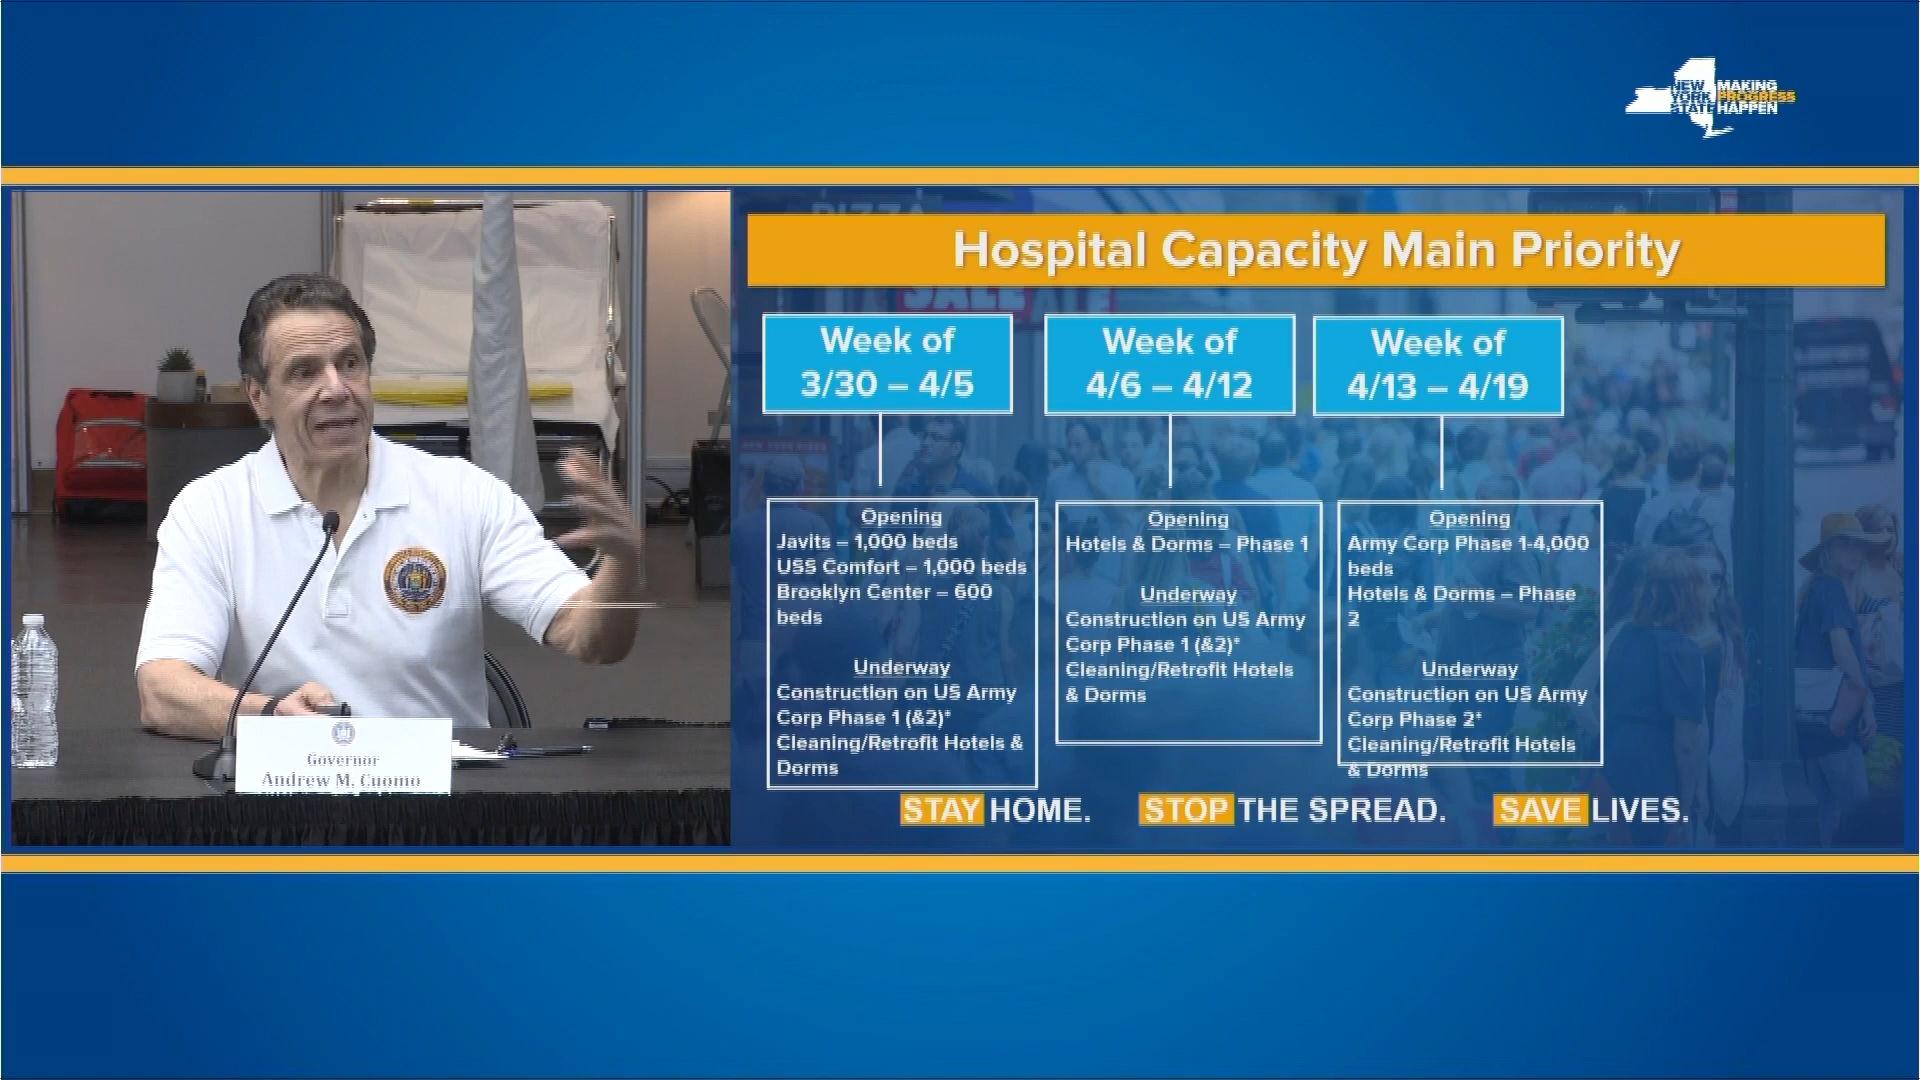 NEW YORK STATE
MAKING PROGRESS HAPPEN
Hospital Capacity Main Priority
Week of
3/30 – 4/5
Opening
Javits – 1,000 beds
USS Comfort – 1,000 beds
Brooklyn Center – 600
beds
Underway
Construction on US Army
Corp Phase 1 (&2)*
Cleaning/Retrofit Hotels &
Dorms
Week of
4/6 – 4/12
Opening
Hotels & Dorms – Phase 1
Underway
Construction on US Army
Corp Phase 1 (&2)*
Cleaning/Retrofit Hotels
& Dorms
Week of
4/13 – 4/19
Opening
Army Corp Phase 1-4,000
beds
Hotels & Dorms – Phase
2
Underway
Construction on US Army
Corp Phase 2*
Cleaning/Retrofit Hotels
& Dorms
STAY HOME. STOP THE SPREAD. SAVE LIVES.
Governor
Andrew M. Cuomo
PIZZA
SALE